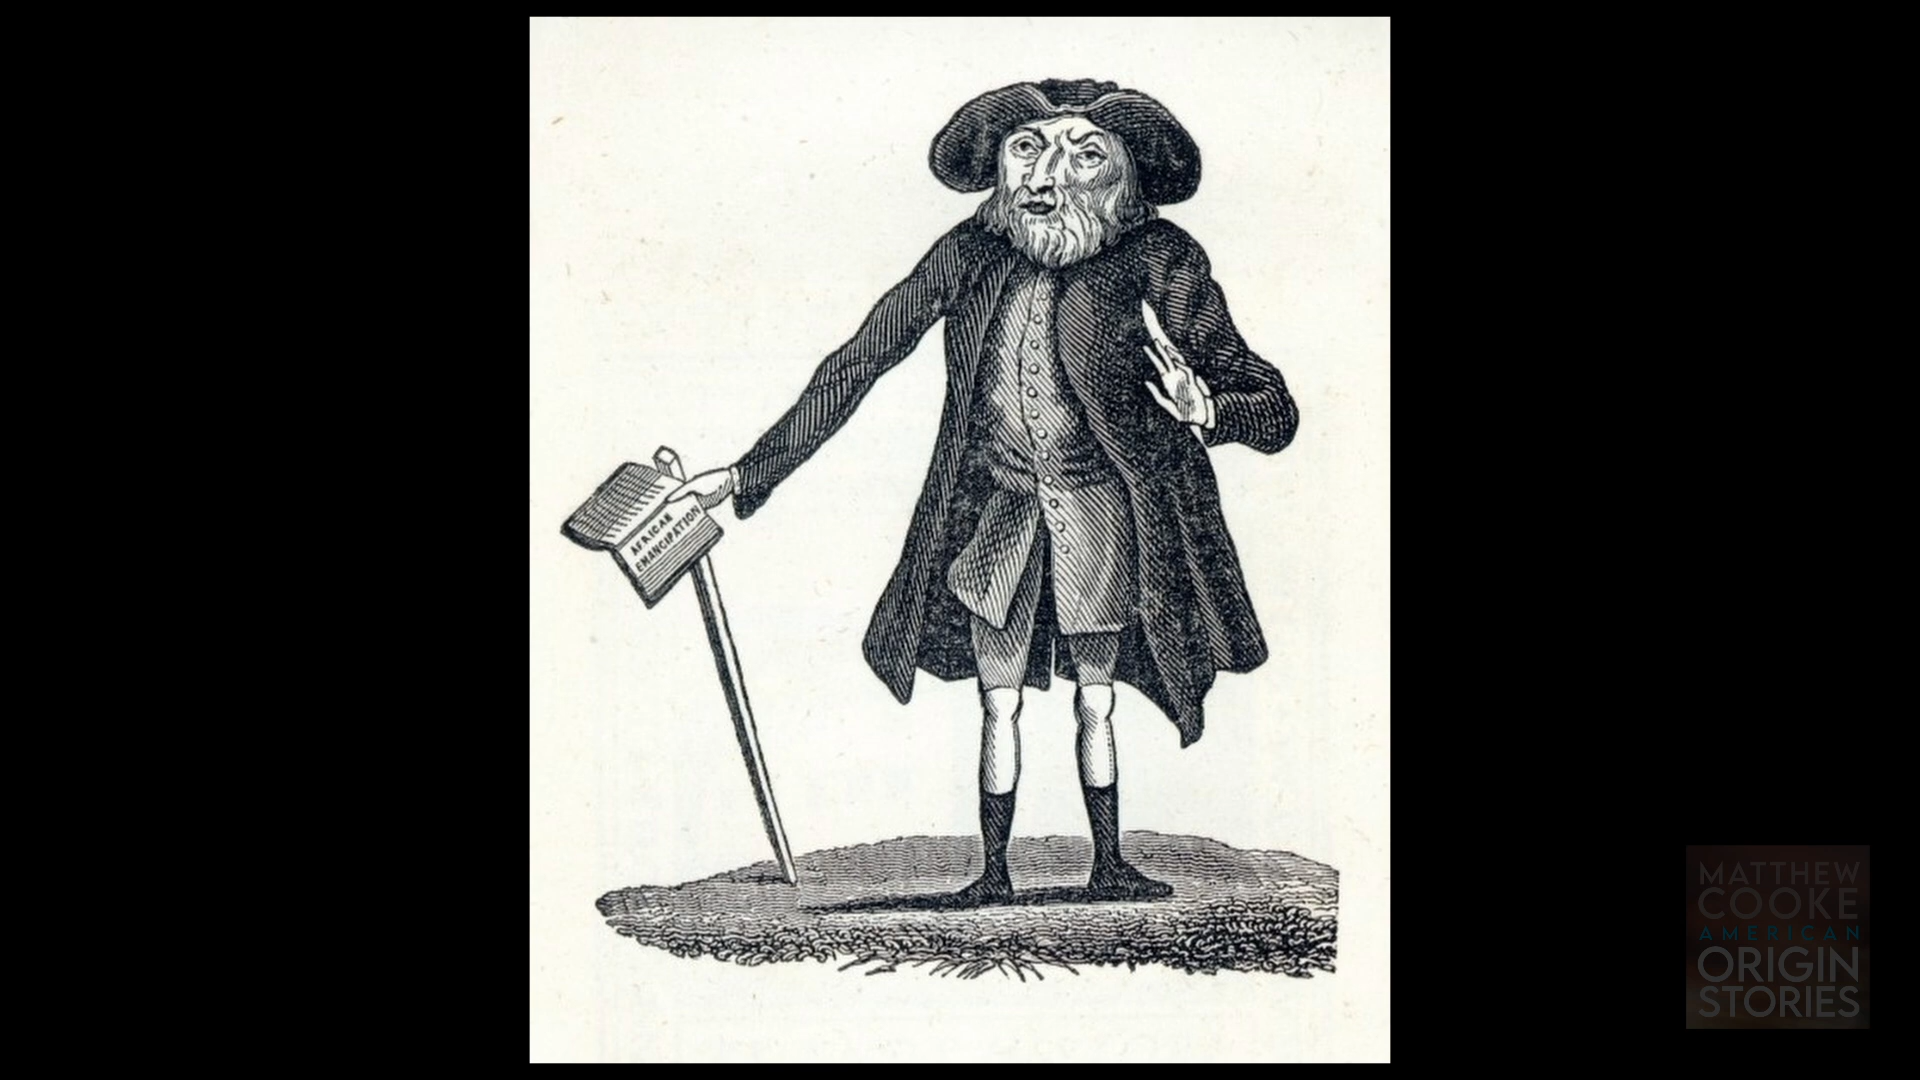 AFRICAN
EMANCIPATION
MATTHEW
COOKE
AMERICAN
ORIGIN
STORIES